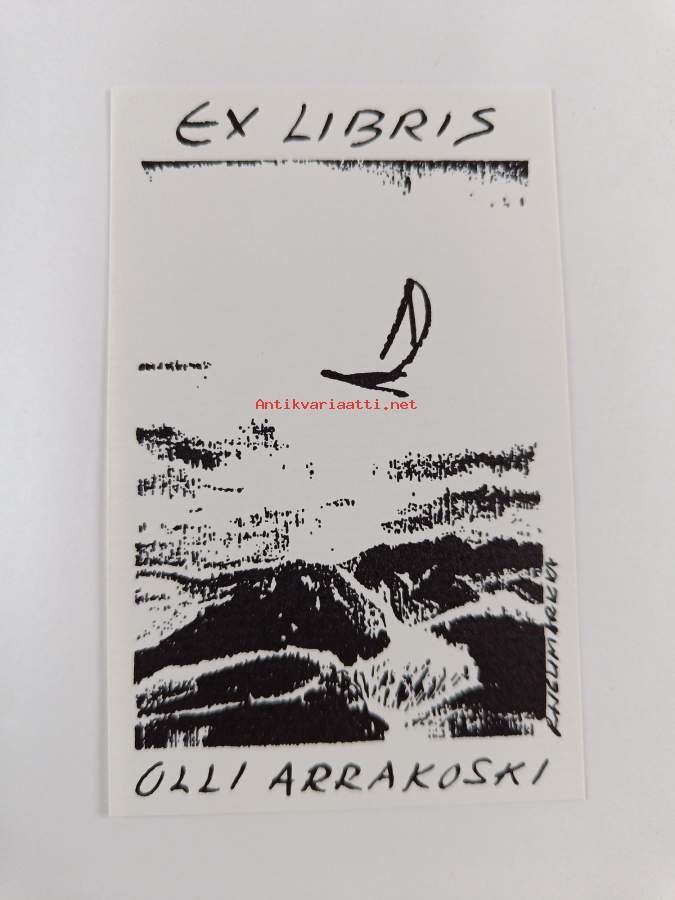 EX LIBRIS
Antikvariaatti.net
OLLI ARRAKOSKI